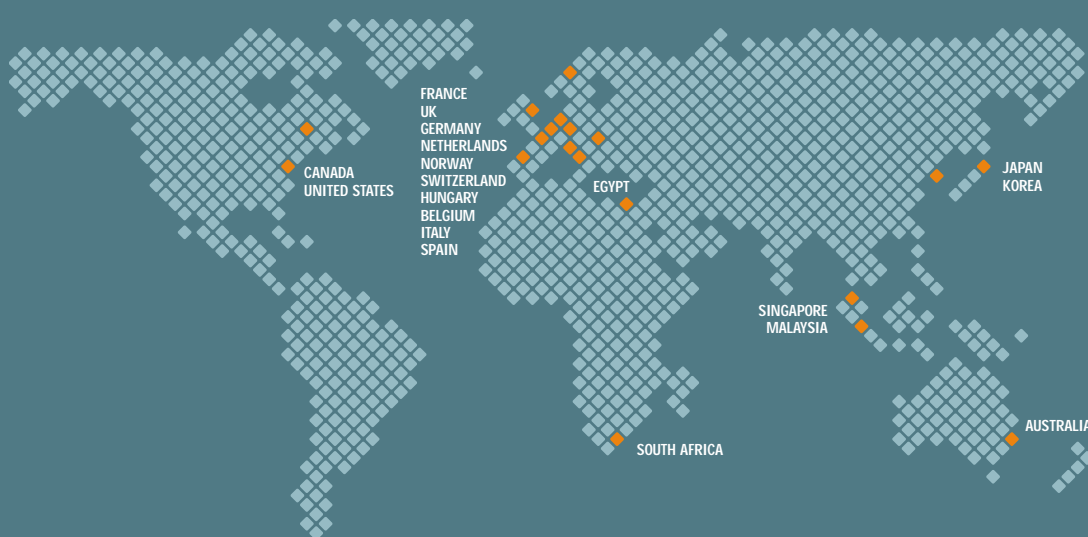 FRANCE
UK
GERMANY
NETHERLANDS
NORWAY
SWITZERLAND
HUNGARY
BELGIUM
ITALY
SPAIN
CANADA
UNITED STATES
EGYPT
JAPAN
KOREA
SINGAPORE
MALAYSIA
SOUTH AFRICA
AUSTRALIA